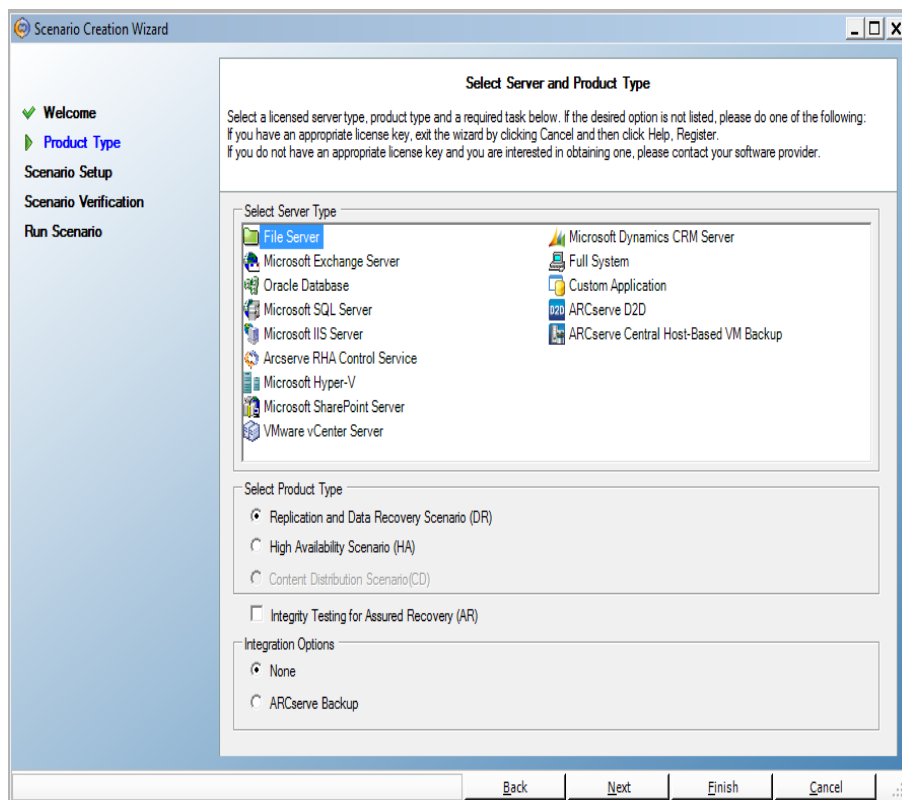 Scenario Creation Wizard
Welcome
Product Type
Scenario Setup
Scenario Verification
Run Scenario
Select Server and Product Type
Select a licensed server type, product type and a required task below. If the desired option is not listed, please do one of the following:
If you have an appropriate license key, exit the wizard by clicking Cancel and then click Help, Register.
If you do not have an appropriate license key and you are interested in obtaining one, please contact your software provider.
Select Server Type
File Server
Microsoft Exchange Server
Oracle Database
Microsoft SQL Server
Microsoft IIS Server
Arcserve RHA Control Service
Microsoft Hyper-V
Microsoft SharePoint Server
VMware vCenter Server
Microsoft Dynamics CRM Server
Full System
Custom Application
D2D ARCserve D2D
ARCserve Central Host-Based VM Backup
Select Product Type
Replication and Data Recovery Scenario (DR)
High Availability Scenario (HA)
Content Distribution Scenario(CD)
Integrity Testing for Assured Recovery (AR)
Integration Options
None
ARCserve Backup
Back Next Finish Cancel